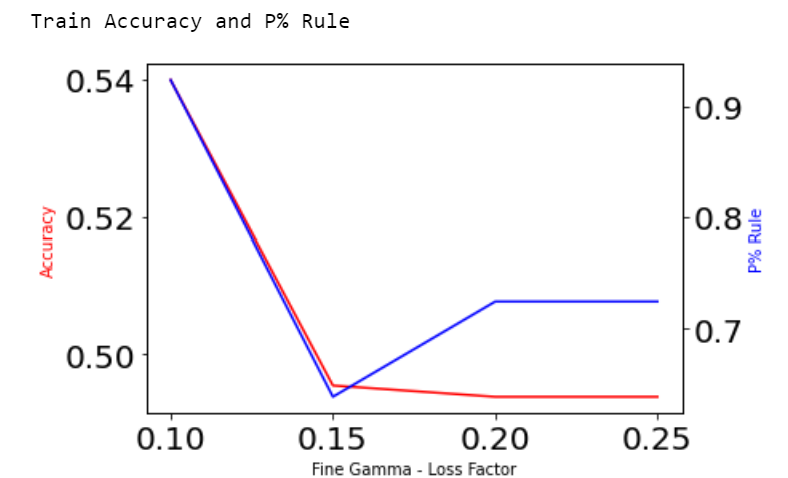 Train Accuracy and P% Rule
0.54
0.52
0.50
Accuracy
0.9
0.8
0.7
P% Rule
0.10 0.15 0.20 0.25
Fine Gamma - Loss Factor